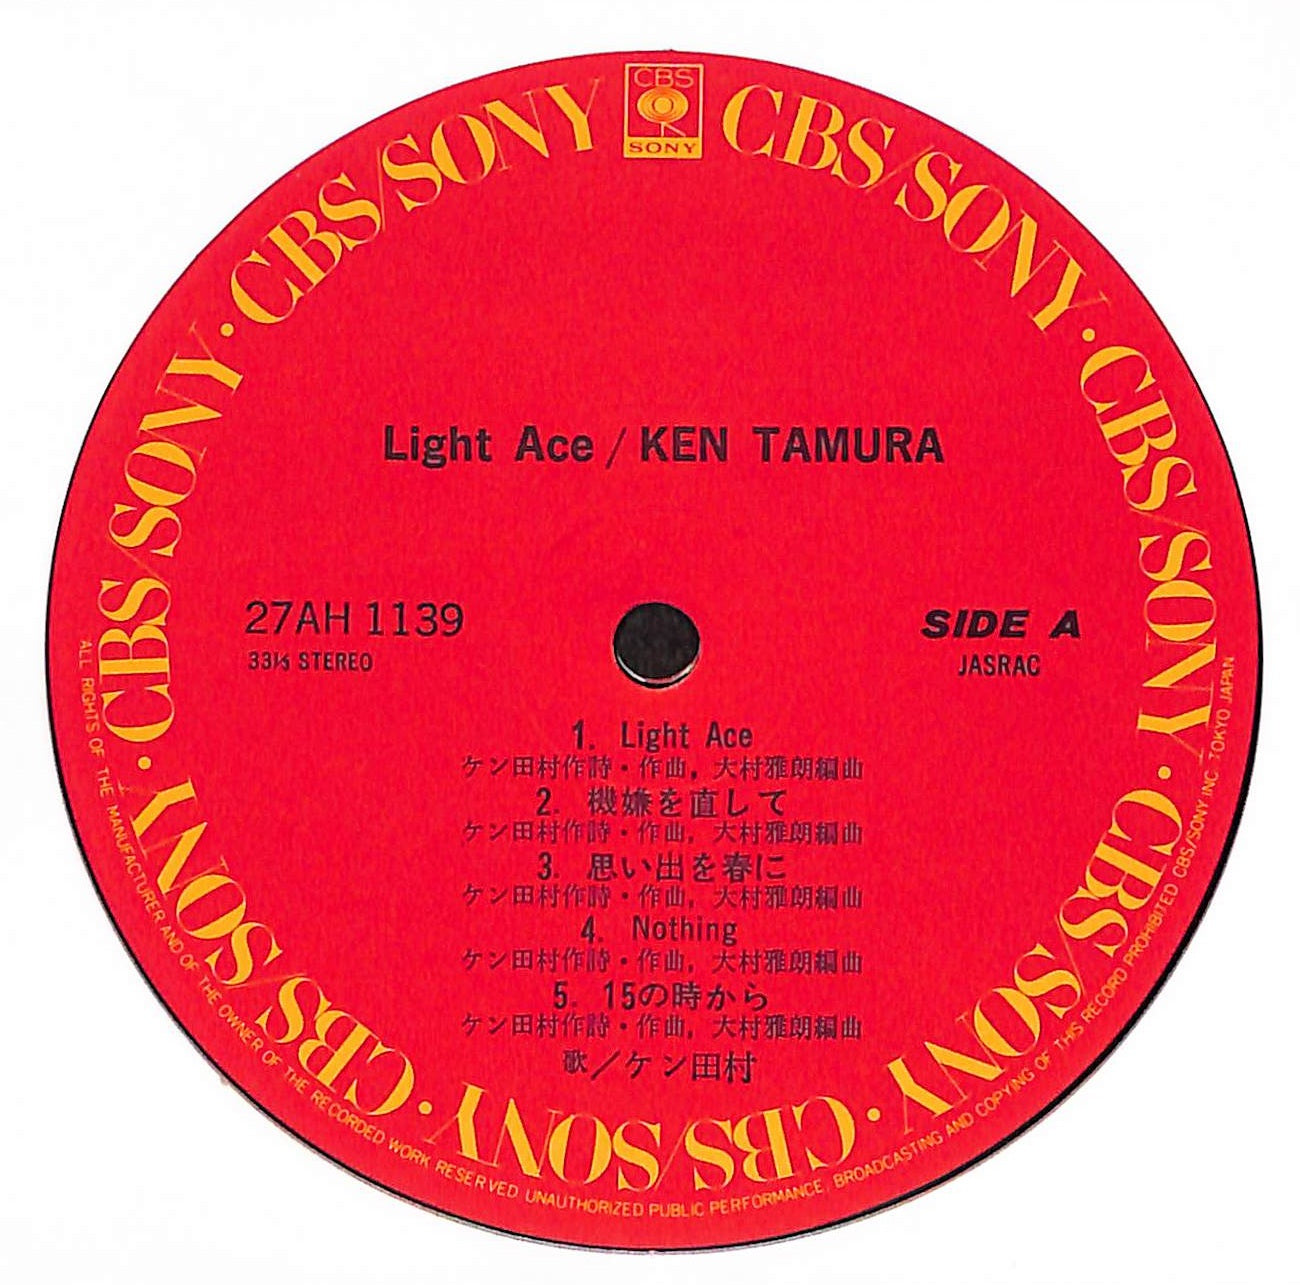 CBS
SONY
CBS/SONY · CBS/SONY · CBS/SONY · CBS/SONY · CBS/SONY · CBS/SONY · CBS/SONY · CBS/SONY
Light Ace / KEN TAMURA
27AH 1139
33⅓ STEREO
SIDE A
JASRAC
1. Light Ace
ケン田村作詩・作曲, 大村雅朗編曲
2. 機嫌を直して
ケン田村作詩・作曲, 大村雅朗編曲
3. 思い出を春に
ケン田村作詩・作曲, 大村雅朗編曲
4. Nothing
ケン田村作詩・作曲, 大村雅朗編曲
5. 15の時から
ケン田村作詩・作曲, 大村雅朗編曲
歌／ケン田村
ALL RIGHTS OF THE MANUFACTURER AND OF THE OWNER OF THE RECORDED WORK RESERVED UNAUTHORIZED PUBLIC PERFORMANCE, BROADCASTING AND COPYING OF THIS RECORD PROHIBITED CBS/SONY INC. TOKYO JAPAN